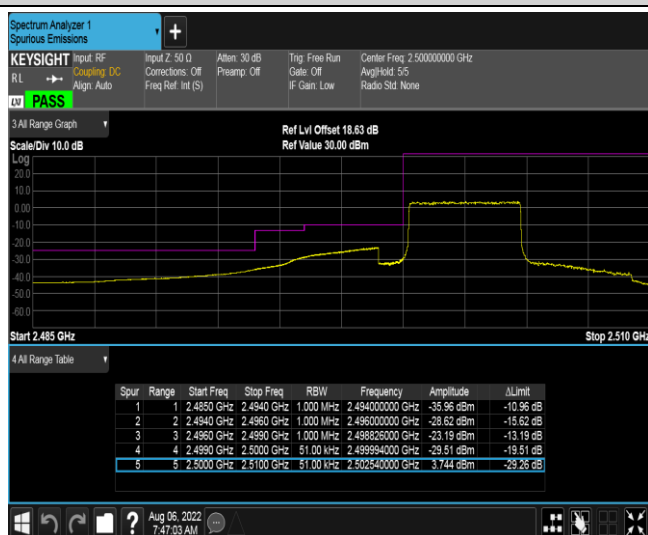 Spectrum Analyzer 1
Spurious Emissions
KEYSIGHT
RL
LXI
PASS
Input: RF
Coupling: DC
Align: Auto
Input Z: 50 Ω
Corrections: Off
Freq Ref: Int (S)
Atten: 30 dB
Preamp: Off
Trig: Free Run
Gate: Off
IF Gain: Low
Center Freq: 2.500000000 GHz
Avg|Hold: 5/5
Radio Std: None
3 All Range Graph
Scale/Div 10.0 dB
Ref Lvl Offset 18.63 dB
Ref Value 30.00 dBm
Log
20.0
10.0
0.00
-10.0
-20.0
-30.0
-40.0
-50.0
-60.0
Start 2.485 GHz Stop 2.510 GHz
4 All Range Table
Spur Range Start Freq Stop Freq RBW Frequency Amplitude ΔLimit
1 1 2.4850 GHz 2.4940 GHz 1.000 MHz 2.494000000 GHz -35.96 dBm -10.96 dB
2 2 2.4940 GHz 2.4960 GHz 1.000 MHz 2.496000000 GHz -28.62 dBm -15.62 dB
3 3 2.4960 GHz 2.4990 GHz 1.000 MHz 2.498826000 GHz -23.19 dBm -13.19 dB
4 4 2.4990 GHz 2.5000 GHz 51.00 kHz 2.499994000 GHz -29.51 dBm -19.51 dB
5 5 2.5000 GHz 2.5100 GHz 51.00 kHz 2.502540000 GHz 3.744 dBm -29.26 dB
Aug 06, 2022
7:47:03 AM